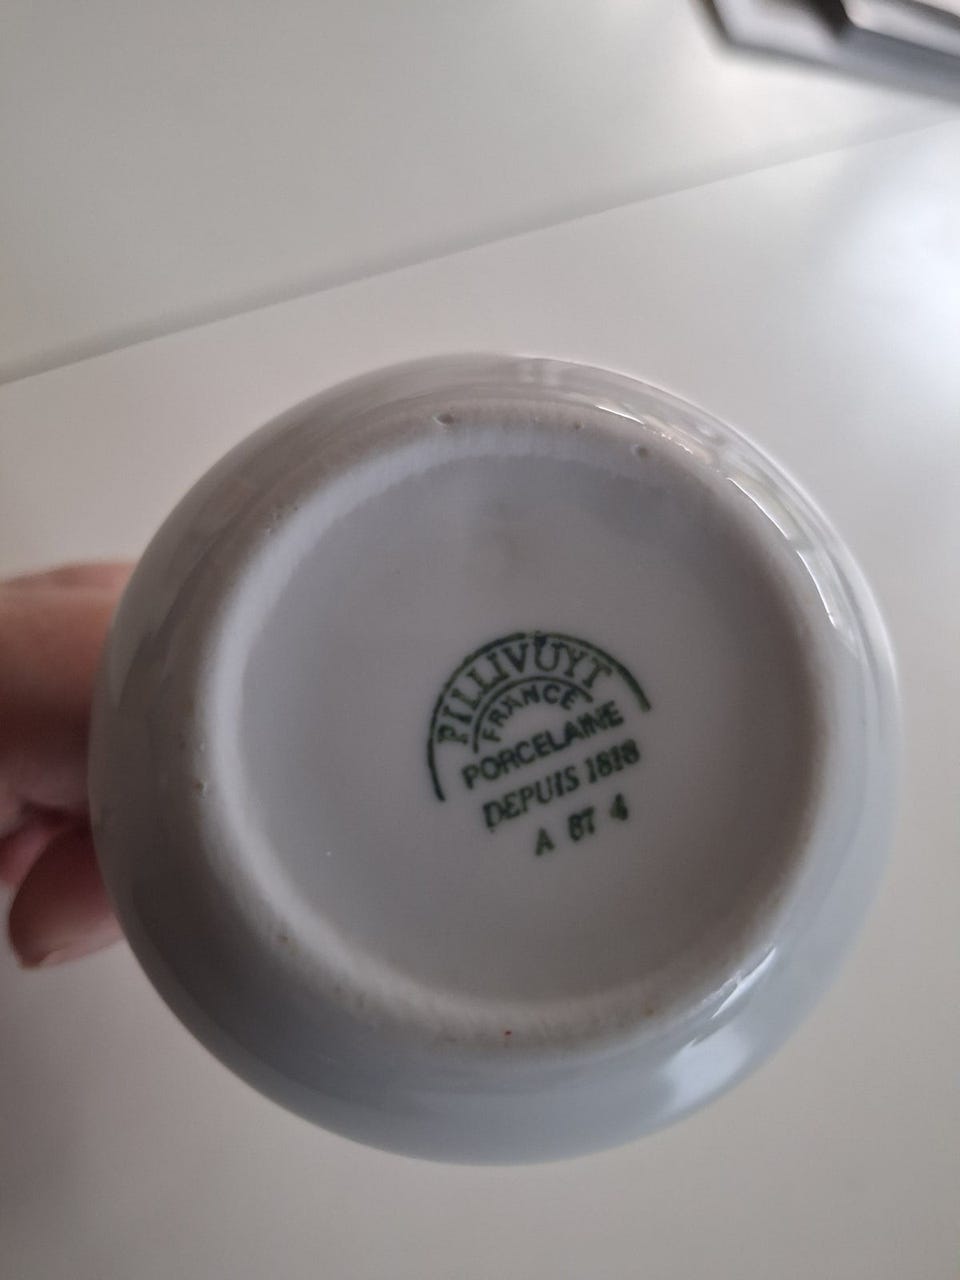 PILLIVUYT
FRANCE
PORCELAINE
DEPUIS 1818
A 87 4